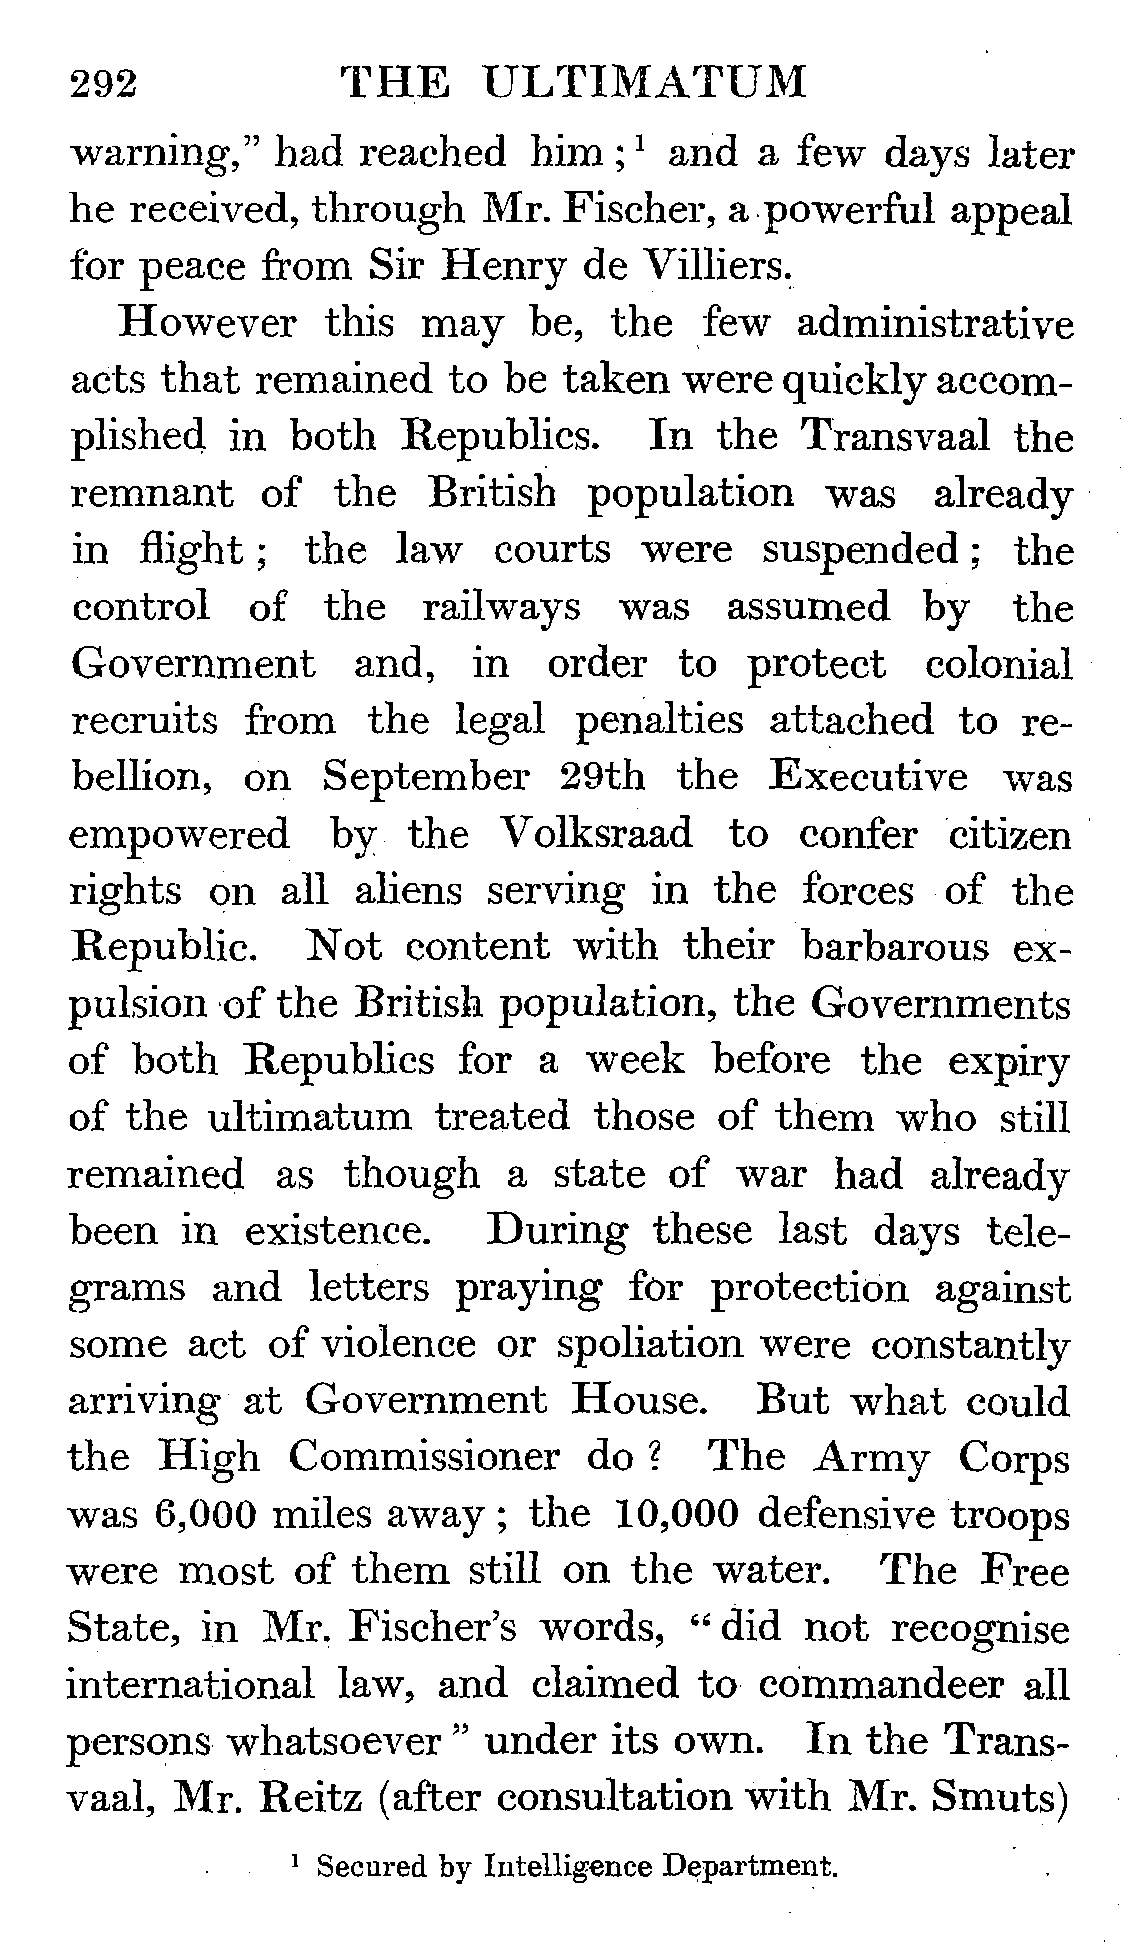 292 THE ULTIMATUM
warning,” had reached him ; ¹ and a few days later
he received, through Mr. Fischer, a powerful appeal
for peace from Sir Henry de Villiers.
However this may be, the few administrative
acts that remained to be taken were quickly accom-
plished in both Republics. In the Transvaal the
remnant of the British population was already
in flight ; the law courts were suspended ; the
control of the railways was assumed by the
Government and, in order to protect colonial
recruits from the legal penalties attached to re-
bellion, on September 29th the Executive was
empowered by the Volksraad to confer citizen
rights on all aliens serving in the forces of the
Republic. Not content with their barbarous ex-
pulsion of the British population, the Governments
of both Republics for a week before the expiry
of the ultimatum treated those of them who still
remained as though a state of war had already
been in existence. During these last days tele-
grams and letters praying for protection against
some act of violence or spoliation were constantly
arriving at Government House. But what could
the High Commissioner do ? The Army Corps
was 6,000 miles away ; the 10,000 defensive troops
were most of them still on the water. The Free
State, in Mr. Fischer’s words, “ did not recognise
international law, and claimed to commandeer all
persons whatsoever ” under its own. In the Trans-
vaal, Mr. Reitz (after consultation with Mr. Smuts)
¹ Secured by Intelligence Department.